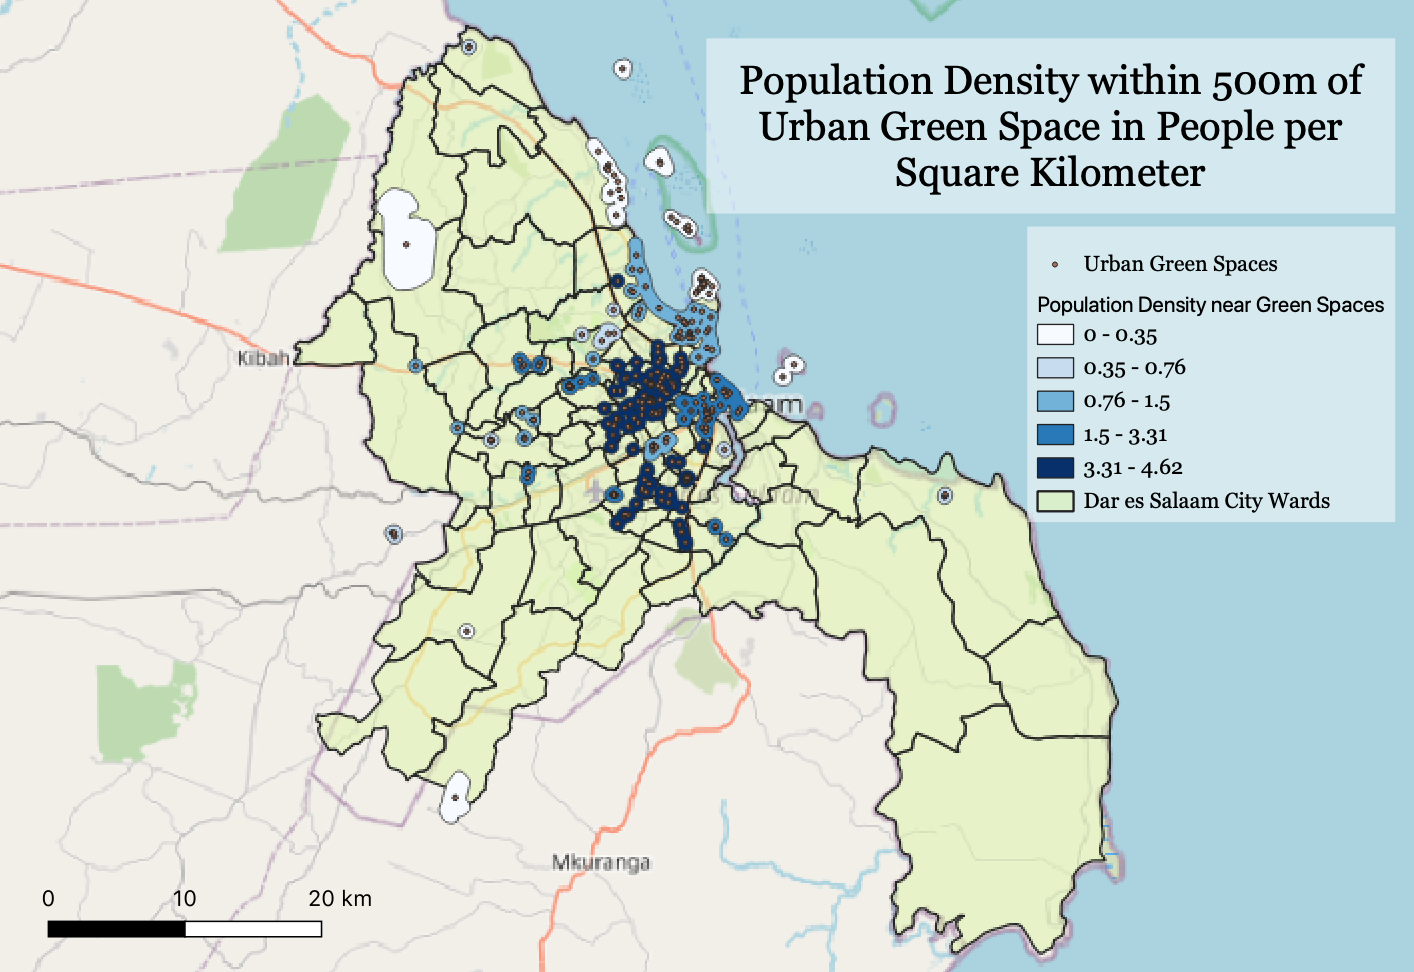 Population Density within 500m of
Urban Green Space in People per
Square Kilometer
Urban Green Spaces
Population Density near Green Spaces
0 - 0.35
0.35 - 0.76
0.76 - 1.5
1.5 - 3.31
3.31 - 4.62
Dar es Salaam City Wards
Kibah
Mkuranga
0 10 20 km